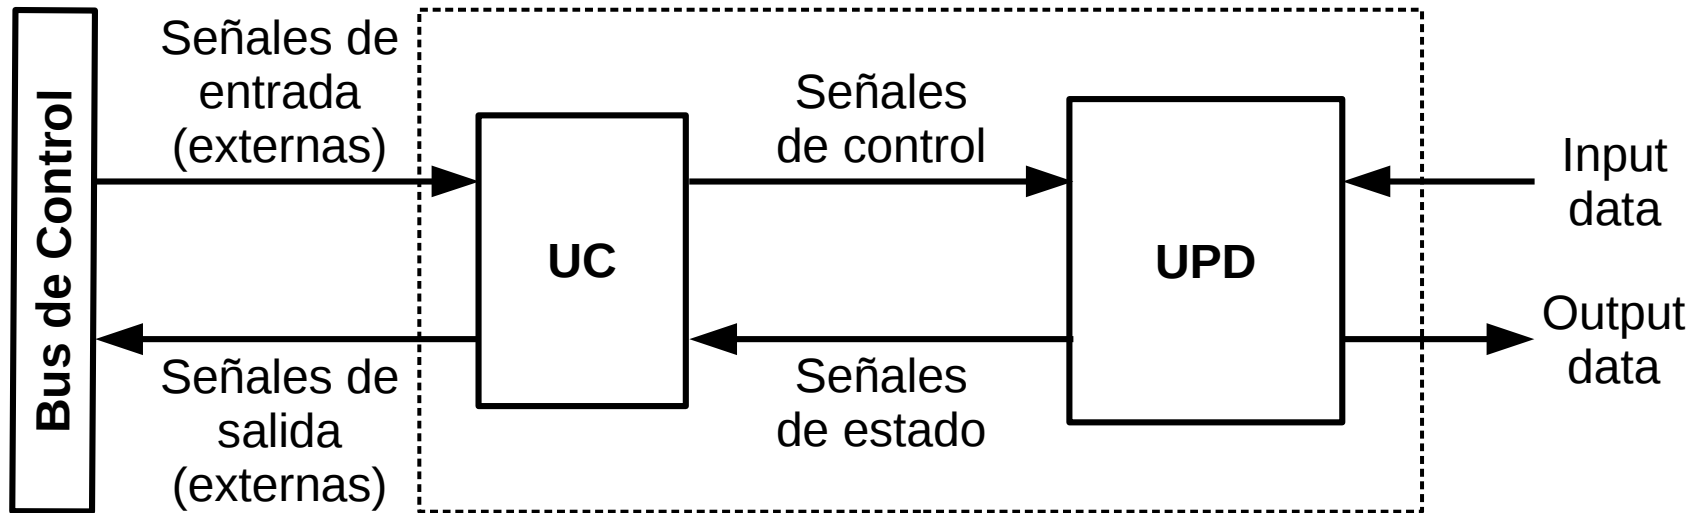 Bus de Control
Señales de
entrada
(externas)
Señales de
salida
(externas)
UC
Señales
de control
Señales
de estado
UPD
Input
data
Output
data